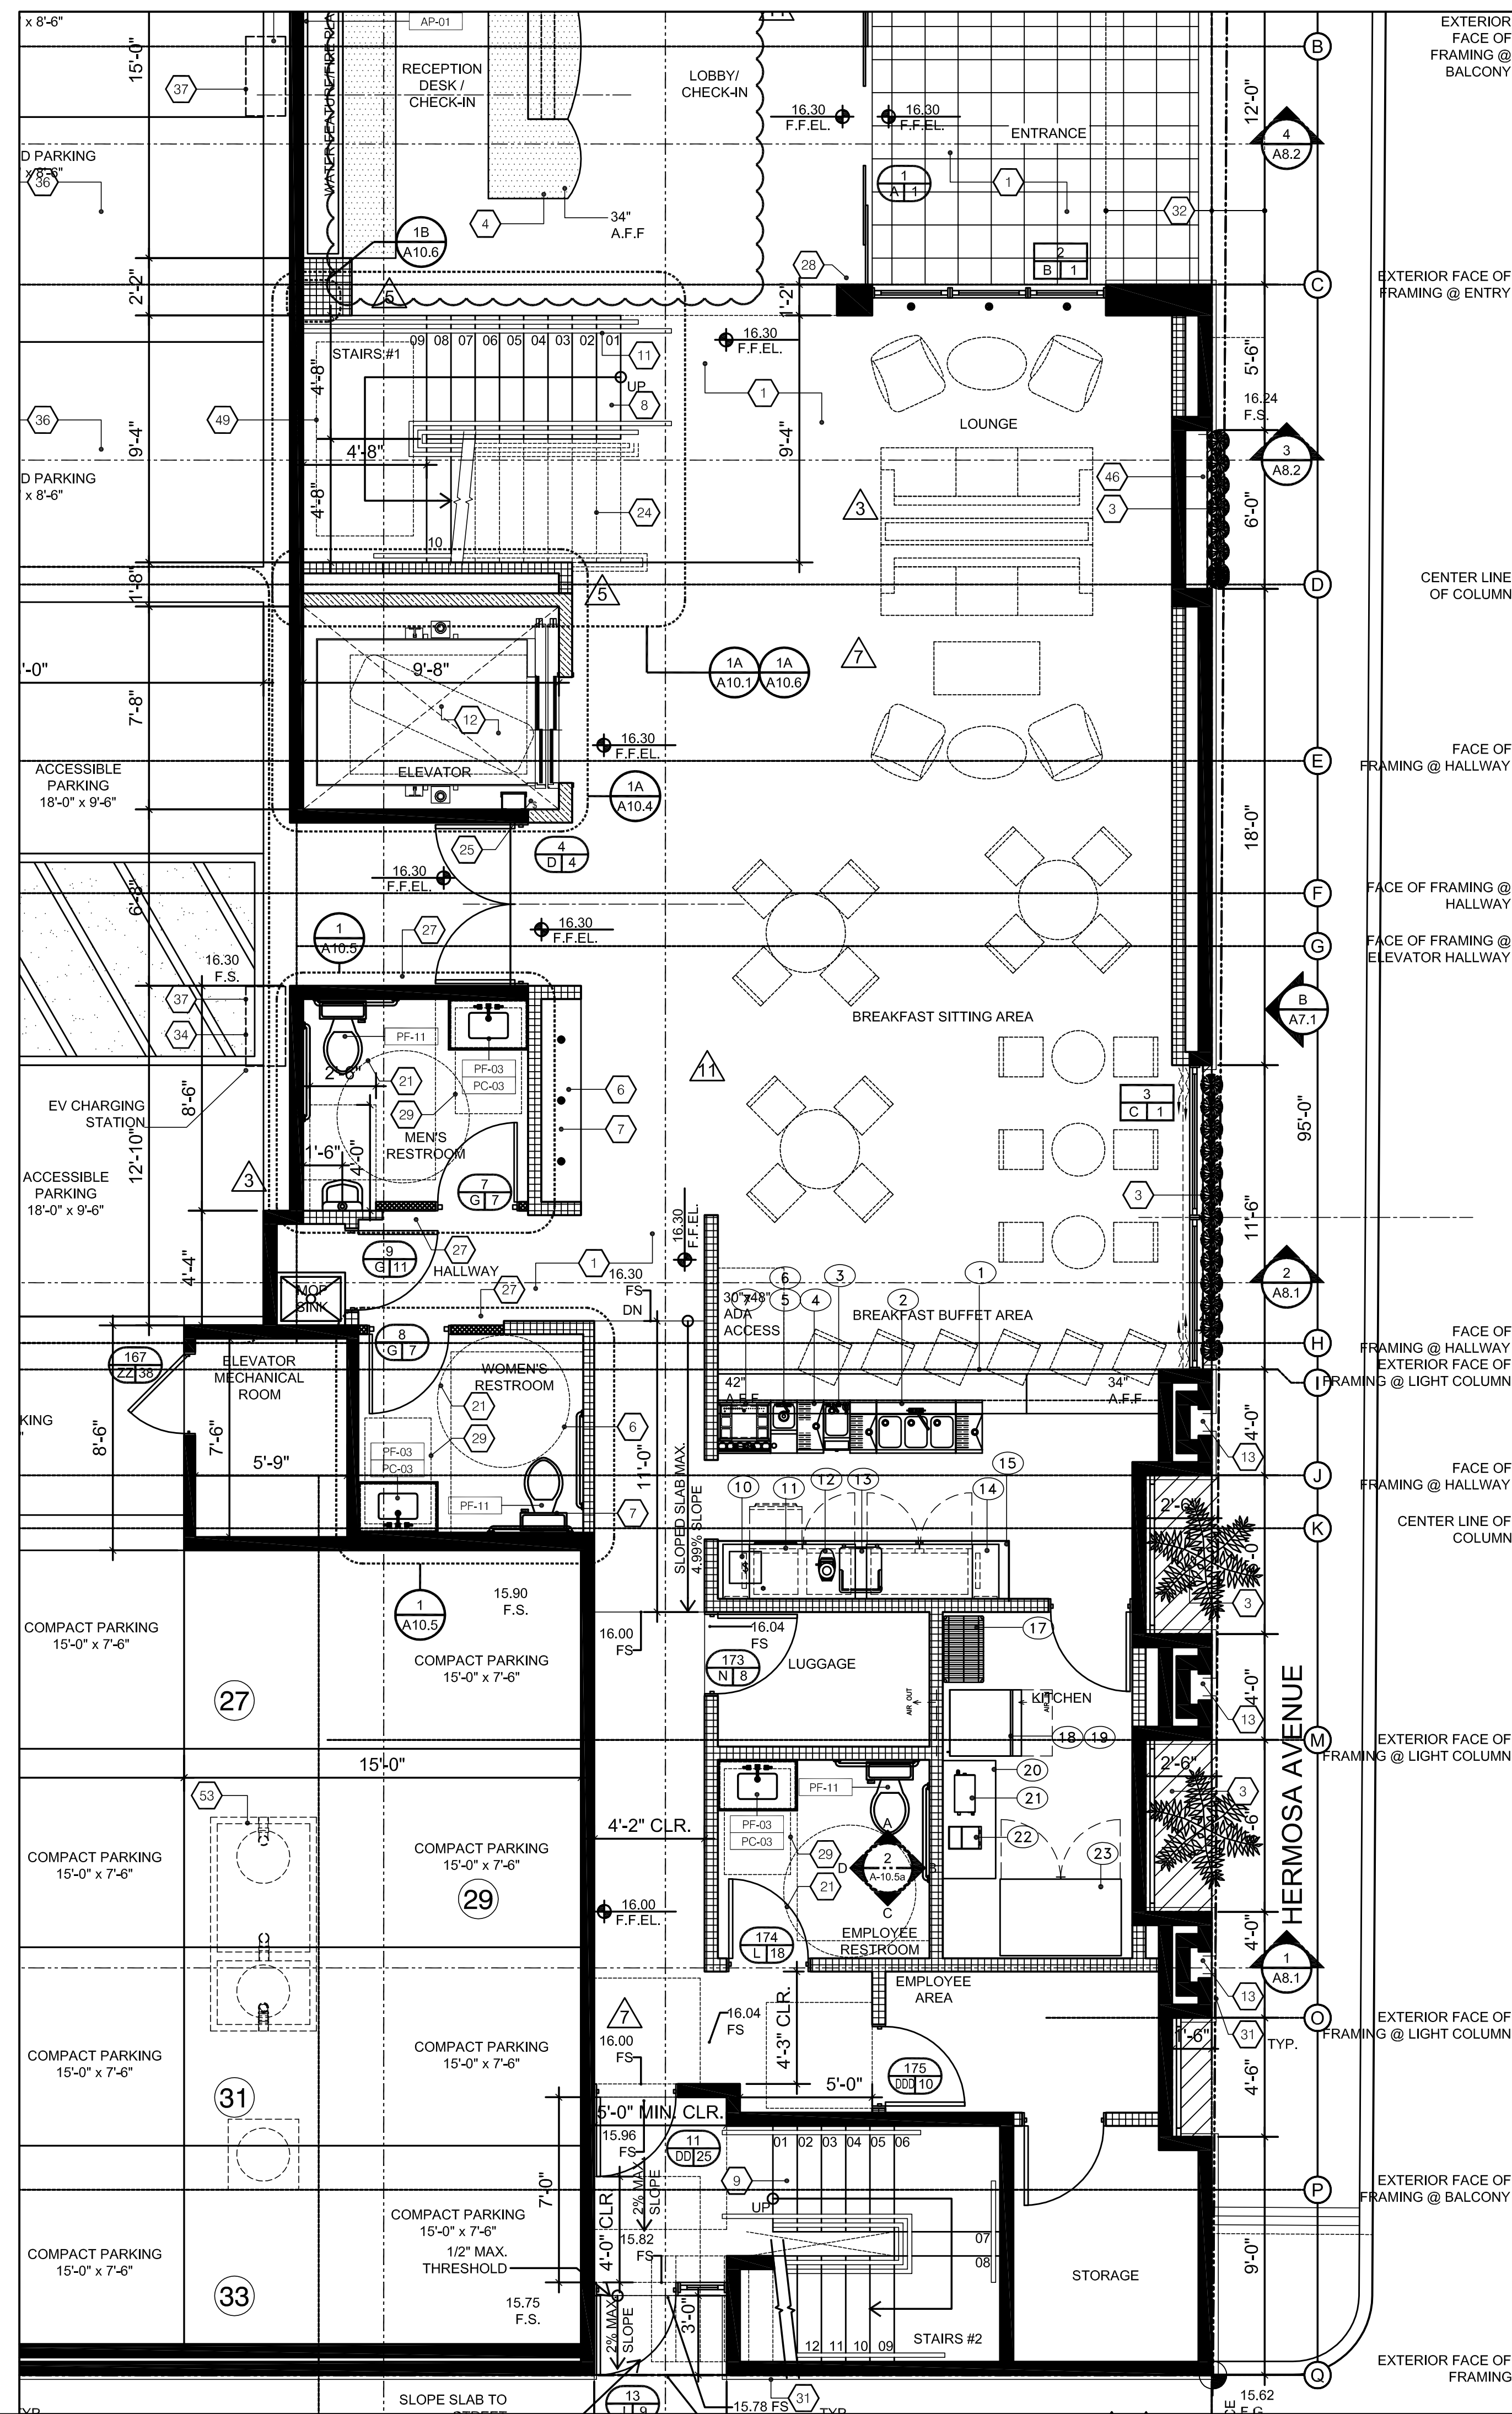 x 8'-6"
AP-01
EXTERIOR
FACE OF
FRAMING @
BALCONY
B
15'-0"
37
WATER FEATURE/FIRE
RECEPTION
DESK /
CHECK-IN
LOBBY/
CHECK-IN
16.30
F.F.EL.
16.30
F.F.EL.
ENTRANCE
12'-0"
4
A8.2
D PARKING
x 8'-6"
36
1
A 1
1
32
4
34"
A.F.F
1B
A10.6
2
B 1
28
2'-2"
5
1'-2"
C
EXTERIOR FACE OF
FRAMING @ ENTRY
09 08 07 06 05 04 03 02 01
STAIRS #1
11
16.30
F.F.EL.
5'-6"
4'-8"
UP
8
1
16.24
F.S.
36
49
LOUNGE
9'-4"
4'-8"
9'-4"
3
A8.2
D PARKING
x 8'-6"
46
3
4'-8"
24
3
6'-0"
10
1'-8"
5
D
CENTER LINE
OF COLUMN
'-0"
9'-8"
1A
A10.1
1A
A10.6
7
7'-8"
12
16.30
F.F.EL.
E
FACE OF
FRAMING @ HALLWAY
ACCESSIBLE
PARKING
18'-0" x 9'-6"
ELEVATOR
1A
A10.4
18'-0"
25
4
D 4
6'-8"
16.30
F.F.EL.
F
FACE OF FRAMING @
HALLWAY
1
A10.5
27
16.30
F.F.EL.
G
FACE OF FRAMING @
ELEVATOR HALLWAY
16.30
F.S.
37
34
B
A7.1
BREAKFAST SITTING AREA
PF-11
2'-6"
21
PF-03
PC-03
11
6
EV CHARGING
STATION
8'-6"
29
3
C 1
95'-0"
MEN'S
RESTROOM
7
12'-10"
1'-6"
4'-0"
ACCESSIBLE
PARKING
18'-0" x 9'-6"
3
7
G 7
3
16.30
F.F.EL.
11'-6"
4'-4"
9
G 11
27
HALLWAY
1
16.30
FS
DN
MOP
SINK
27
6
3
1
2
A8.1
30"x48"
ADA
ACCESS
7
5
4
2
BREAKFAST BUFFET AREA
8
G 7
H
FACE OF
FRAMING @ HALLWAY
167
ZZ 38
ELEVATOR
MECHANICAL
ROOM
WOMEN'S
RESTROOM
I
EXTERIOR FACE OF
FRAMING @ LIGHT COLUMN
42"
A.F.F
34"
A.F.F
21
KING
8'-6"
7'-6"
29
6
4'-0"
13
PF-03
PC-03
5'-9"
11'-0"
SLOPED SLAB MAX.
4.99% SLOPE
J
FACE OF
FRAMING @ HALLWAY
PF-11
7
10
11
12
13
14
15
2'-6"
K
CENTER LINE OF
COLUMN
3
1
A10.5
15.90
F.S.
COMPACT PARKING
15'-0" x 7'-6"
16.00
FS
16.04
FS
17
COMPACT PARKING
15'-0" x 7'-6"
173
N 8
LUGGAGE
27
AIR OUT
KITCHEN
4'-0"
13
18
19
M
EXTERIOR FACE OF
FRAMING @ LIGHT COLUMN
HERMOSA AVENUE
15'-0"
2'-6"
53
PF-11
20
21
3
PF-03
PC-03
4'-2" CLR.
22
COMPACT PARKING
15'-0" x 7'-6"
COMPACT PARKING
15'-0" x 7'-6"
29
29
21
A
D
2
A-10.5a
B
C
23
16.00
F.F.EL.
174
L 18
EMPLOYEE
RESTROOM
4'-0"
1
A8.1
EMPLOYEE
AREA
13
7
16.04
FS
4'-3" CLR.
O
EXTERIOR FACE OF
FRAMING @ LIGHT COLUMN
16.00
FS
1'-6"
31
TYP.
COMPACT PARKING
15'-0" x 7'-6"
COMPACT PARKING
15'-0" x 7'-6"
31
5'-0"
175
DDD 10
4'-6"
5'-0" MIN. CLR.
15.96
FS
11
DD 25
01 02 03 04 05 06
7'-0"
4'-0" CLR.
2% MAX.
SLOPE
9
UP
P
EXTERIOR FACE OF
FRAMING @ BALCONY
COMPACT PARKING
15'-0" x 7'-6"
1/2" MAX.
THRESHOLD
15.82
FS
07
08
COMPACT PARKING
15'-0" x 7'-6"
33
STORAGE
9'-0"
15.75
F.S.
2% MAX.
SLOPE
3'-0"
12 11 10 09
STAIRS #2
Q
EXTERIOR FACE OF
FRAMING
SLOPE SLAB TO
13
15.78 FS
31
15.62